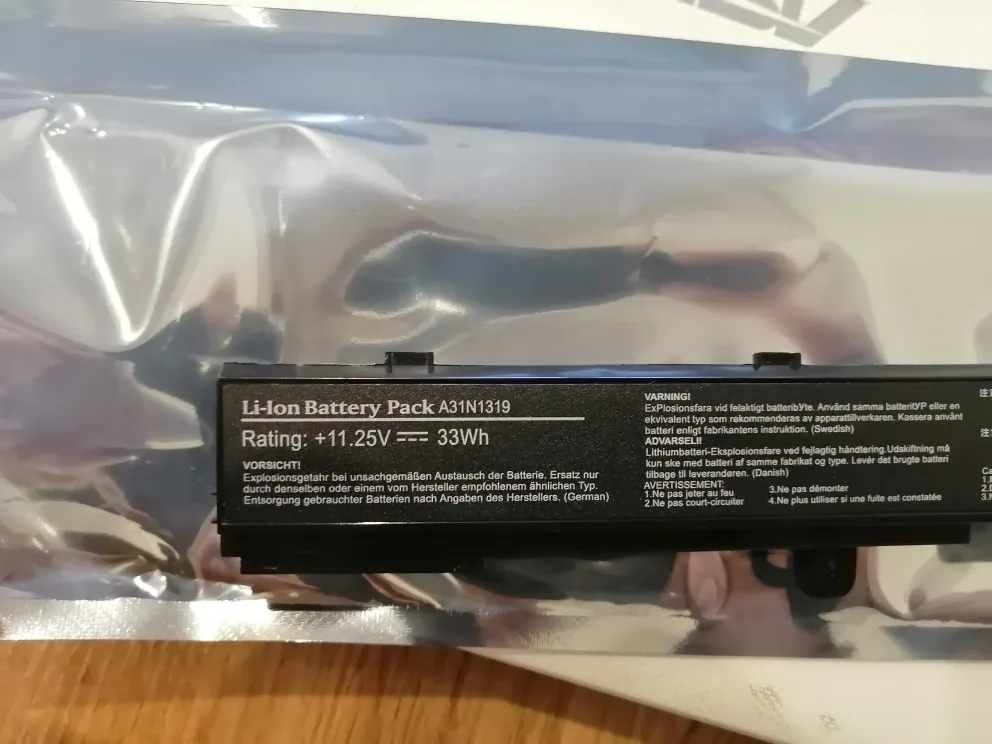 Li-Ion Battery Pack A31N1319
Rating: +11.25V 33Wh
VORSICHT!
Explosionsgetahr bei unsachgemäßen Austausch der Batterie. Ersatz nur
durch denselben oder einem vom Hersteller empfohlenem ähnlichen Typ.
Entsorgung gebrauchter Batterien nach Angaben des Herstellers. (German)
VARNING!
ExPlosionsfara vid felaktigt batteribyte. Använd samma batteritYP eller en
ekvivalent typ som rekommenderas av apparattillverkaren. Kassera använt
batteri enligt fabrikantens instruktion. (Swedish)
ADVARSEL!!
Lithiumbatteri-Eksplosionsfare ved fejlagtig håndtering.Udskiftning må
kun ske med batteri af samme fabrikat og type. Levér det brugte batteri
tilbage til leverandøren. (Danish)
AVERTISSEMENT:
1.Ne pas jeter au feu 3.Ne pas démonter
2.Ne pas court-circuiter 4.Ne plus utiliser si une fuite est constatée